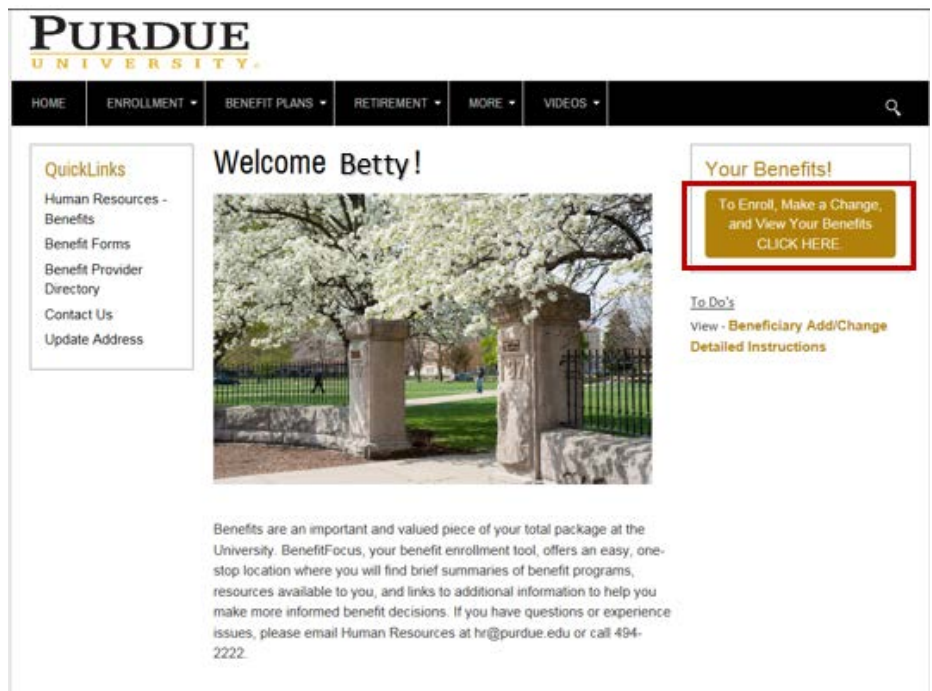 PURDUE
UNIVERSITY.
HOME ENROLLMENT BENEFIT PLANS RETIREMENT MORE VIDEOS
QuickLinks
Human Resources -
Benefits
Benefit Forms
Benefit Provider
Directory
Contact Us
Update Address
Welcome Betty!
Benefits are an important and valued piece of your total package at the
University. BenefitFocus, your benefit enrollment tool, offers an easy, one-
stop location where you will find brief summaries of benefit programs,
resources available to you, and links to additional information to help you
make more informed benefit decisions. If you have questions or experience
issues, please email Human Resources at hr@purdue.edu or call 494-
2222.
Your Benefits!
To Enroll, Make a Change,
and View Your Benefits
CLICK HERE.
To Do's
View - Beneficiary Add/Change
Detailed Instructions